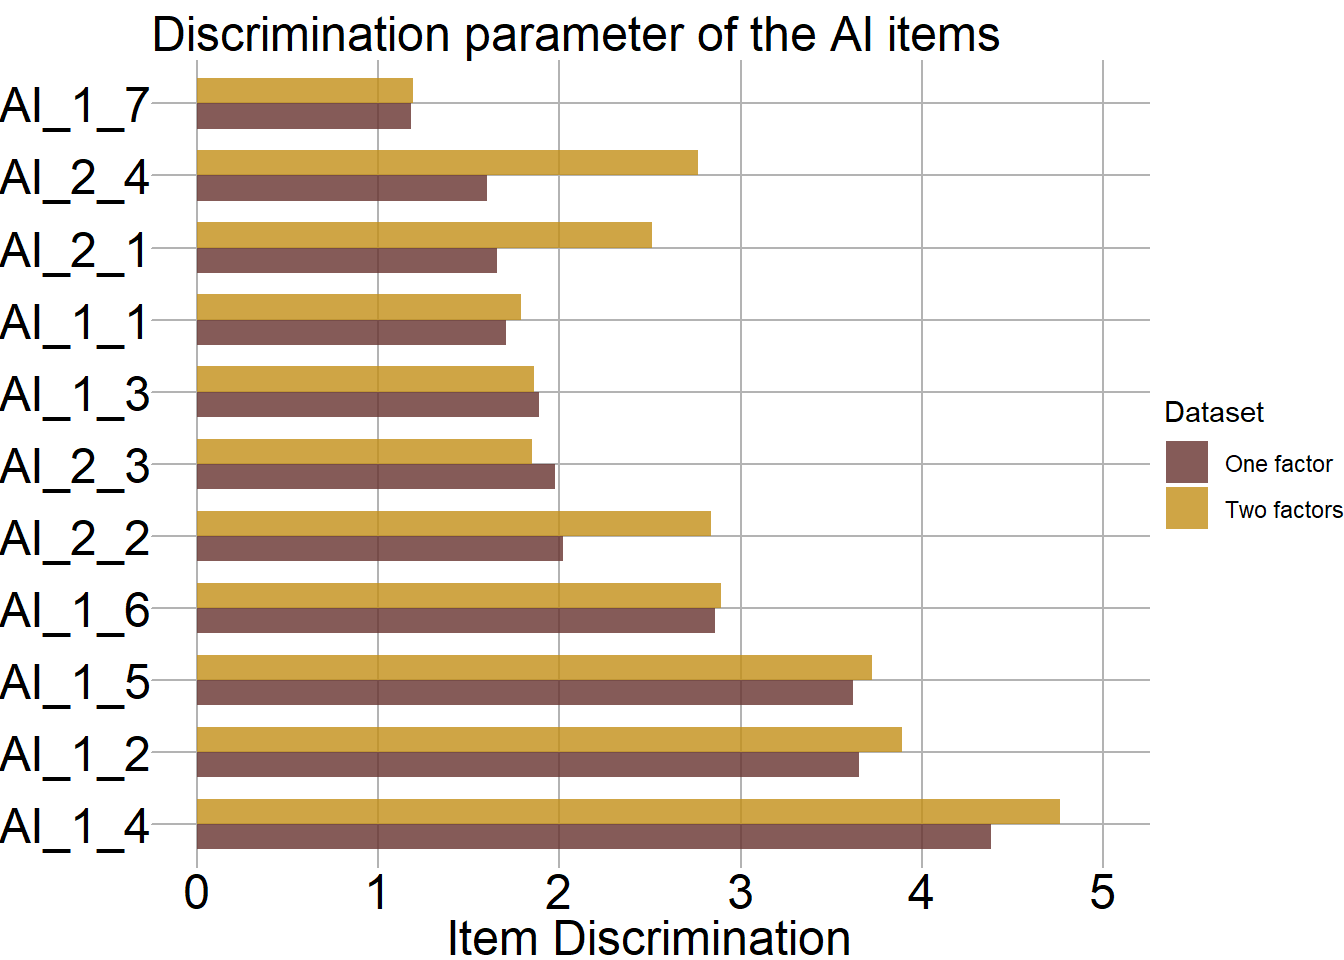 Discrimination parameter of the AI items
AI_1_7
AI_2_4
AI_2_1
AI_1_1
AI_1_3
AI_2_3
AI_2_2
AI_1_6
AI_1_5
AI_1_2
AI_1_4
0 1 2 3 4 5
Item Discrimination
Dataset
One factor
Two factors